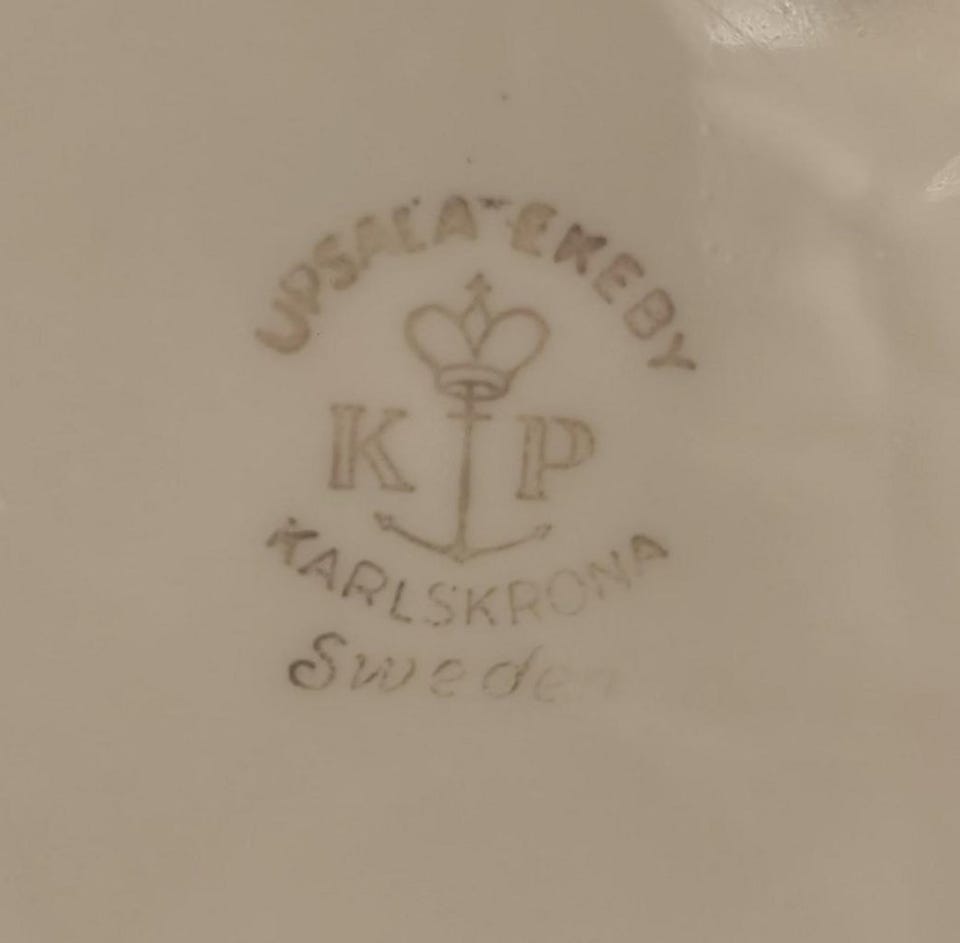 UPSALA-EKEBY
K P
KARLSKRONA
Sweden